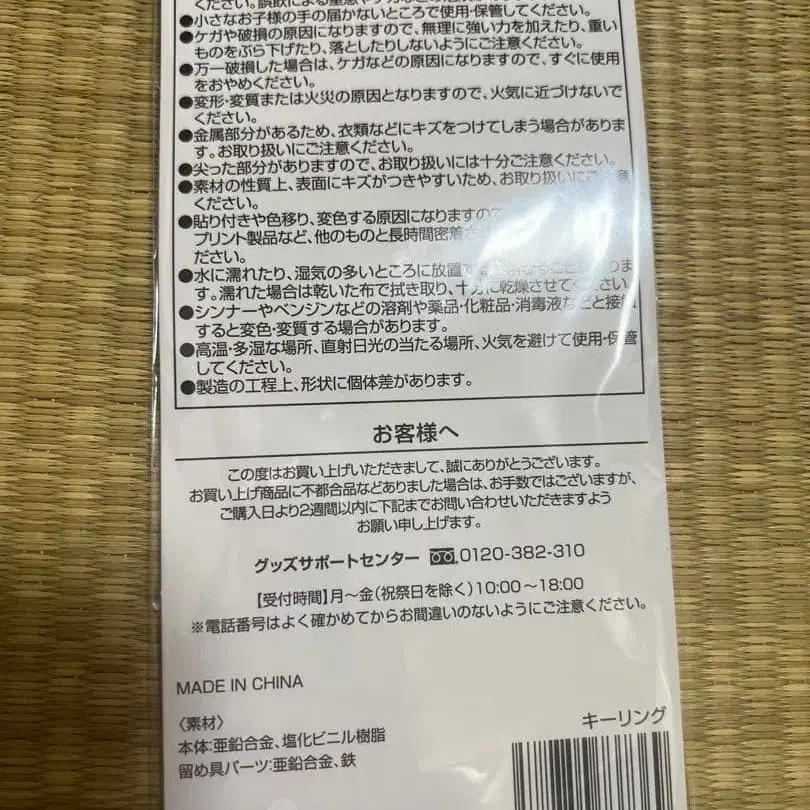 ください。誤飲による
●小さなお子様の手の届かないところで使用・保管してください。
●ケガや破損の原因になりますので、無理に強い力を加えたり、重い
ものをぶら下げたり、落としたりしないようにご注意ください。
●万一破損した場合は、ケガなどの原因になりますので、すぐに使用
をおやめください。
●変形・変質または火災の原因となりますので、火気に近づけないで
ください。
●金属部分があるため、衣類などにキズをつけてしまう場合がありま
す。お取り扱いにご注意ください。
●尖った部分がありますので、お取り扱いには十分ご注意ください。
●素材の性質上、表面にキズがつきやすいため、お取り扱いにご注意
ください。
●貼り付きや色移り、変色する原因になりますので
プリント製品など、他のものと長時間密着さ
ださい。
●水に濡れたり、湿気の多いところに放置す
す。濡れた場合は乾いた布で拭き取り、十分に乾燥させてください。
●シンナーやベンジンなどの溶剤や薬品・化粧品・消毒液などと接触
すると変色・変質する場合があります。
●高温・多湿な場所、直射日光の当たる場所、火気を避けて使用・保管
してください。
●製造の工程上、形状に個体差があります。
お客様へ
この度はお買い上げいただきまして、誠にありがとうございます。
お買い上げ商品に不都合品などありました場合は、お手数ではございますが、
ご購入日より2週間以内に下記までお問い合わせいただきますよう
お願い申し上げます。
グッズサポートセンター 0120-382-310
【受付時間】月〜金(祝祭日を除く)10:00〜18:00
※電話番号はよく確かめてからお間違いのないようにご注意ください。
MADE IN CHINA
〈素材〉
本体:亜鉛合金、塩化ビニル樹脂
留め具パーツ:亜鉛合金、鉄
キーリング